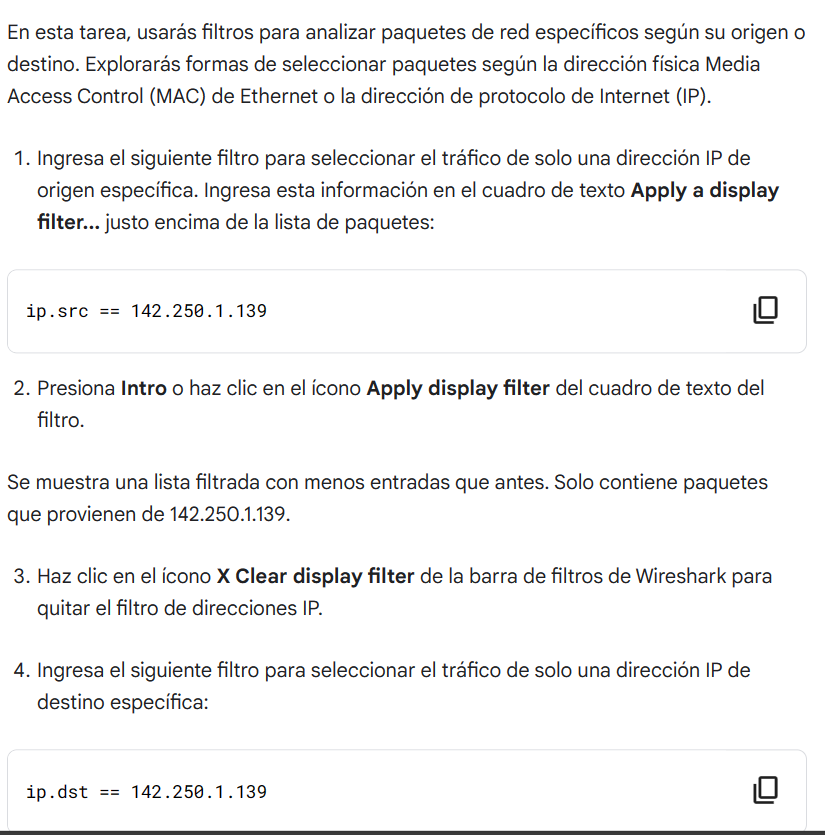 En esta tarea, usarás filtros para analizar paquetes de red específicos según su origen o
destino. Explorarás formas de seleccionar paquetes según la dirección física Media
Access Control (MAC) de Ethernet o la dirección de protocolo de Internet (IP).
1. Ingresa el siguiente filtro para seleccionar el tráfico de solo una dirección IP de
origen específica. Ingresa esta información en el cuadro de texto Apply a display
filter... justo encima de la lista de paquetes:
ip.src == 142.250.1.139
2. Presiona Intro o haz clic en el ícono Apply display filter del cuadro de texto del
filtro.
Se muestra una lista filtrada con menos entradas que antes. Solo contiene paquetes
que provienen de 142.250.1.139.
3. Haz clic en el ícono X Clear display filter de la barra de filtros de Wireshark para
quitar el filtro de direcciones IP.
4. Ingresa el siguiente filtro para seleccionar el tráfico de solo una dirección IP de
destino específica:
ip.dst == 142.250.1.139